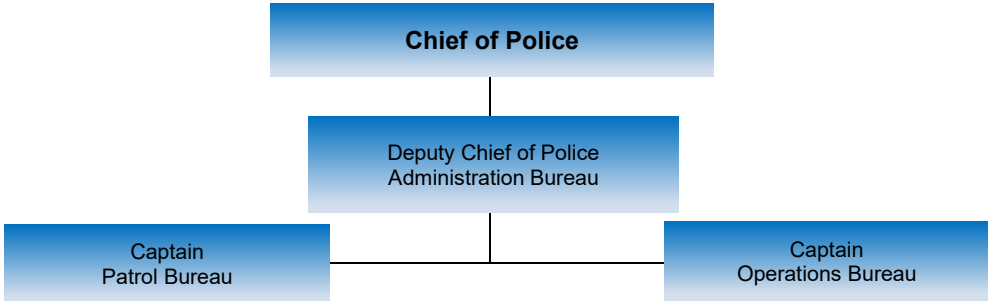 Chief of Police
Deputy Chief of Police
Administration Bureau
Captain
Patrol Bureau
Captain
Operations Bureau